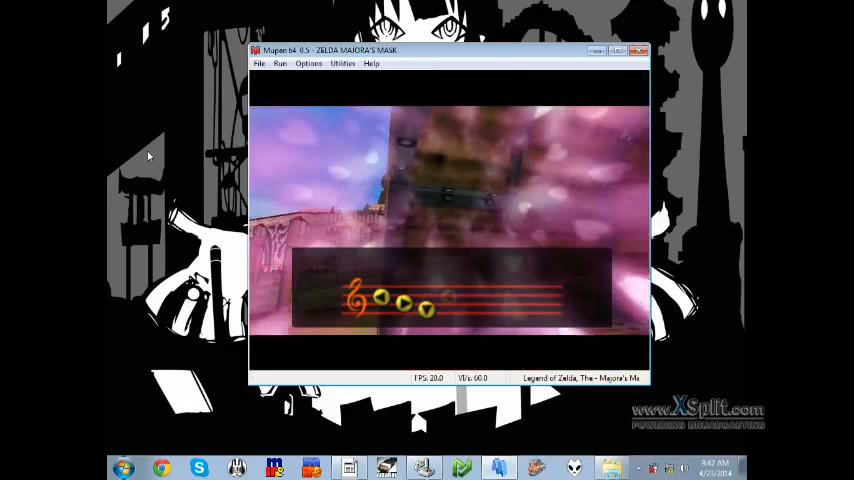 Mupen 64 0.5 - ZELDA MAJORA'S MASK
File Run Options Utilities Help
FPS: 20.0 VI/s: 60.0 Legend of Zelda, The - Majora's Ma
www.XSplit.com
POWERING BROADCASTING
9:42 AM
4/23/2014